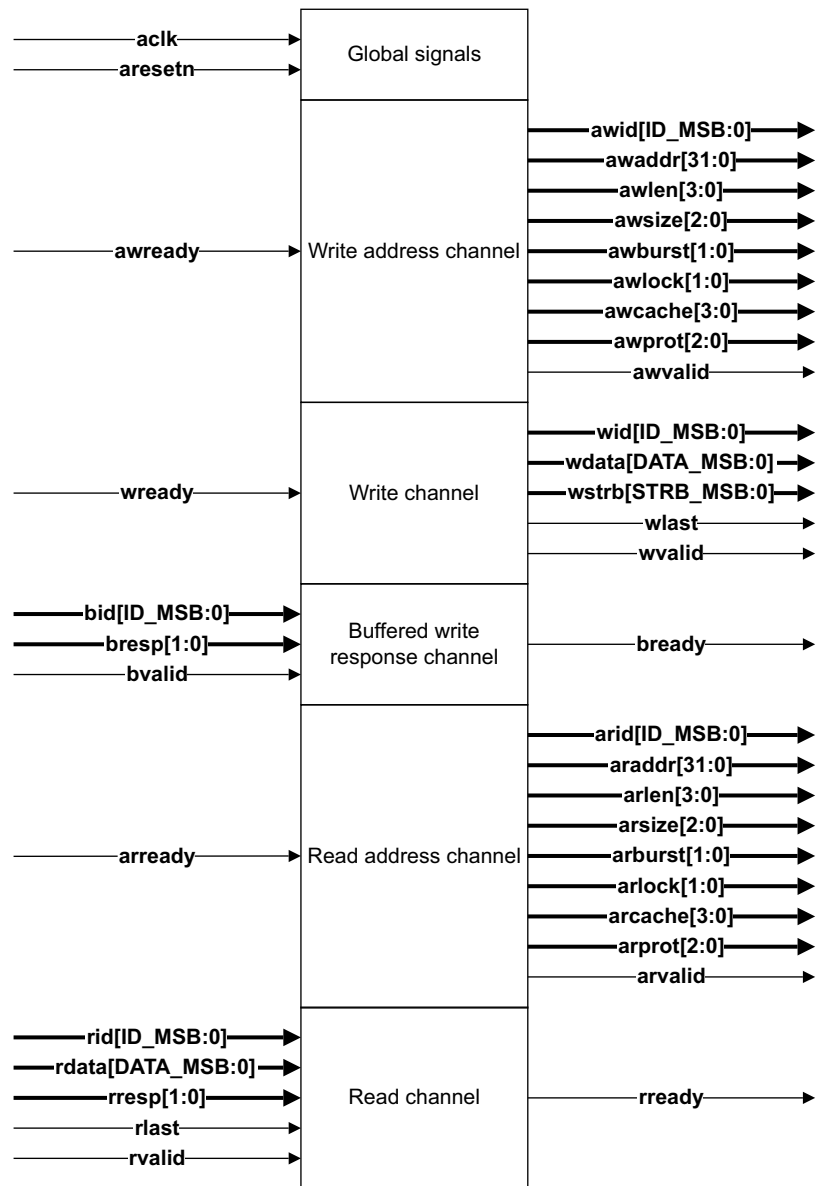 aclk
aresetn
Global signals
awid[ID_MSB:0]
awaddr[31:0]
awlen[3:0]
awsize[2:0]
awready
Write address channel
awburst[1:0]
awlock[1:0]
awcache[3:0]
awprot[2:0]
awvalid
wid[ID_MSB:0]
wdata[DATA_MSB:0]
wready
Write channel
wstrb[STRB_MSB:0]
wlast
wvalid
bid[ID_MSB:0]
bresp[1:0]
bvalid
Buffered write
response channel
bready
arid[ID_MSB:0]
araddr[31:0]
arlen[3:0]
arsize[2:0]
arready
Read address channel
arburst[1:0]
arlock[1:0]
arcache[3:0]
arprot[2:0]
arvalid
rid[ID_MSB:0]
rdata[DATA_MSB:0]
rresp[1:0]
rlast
rvalid
Read channel
rready